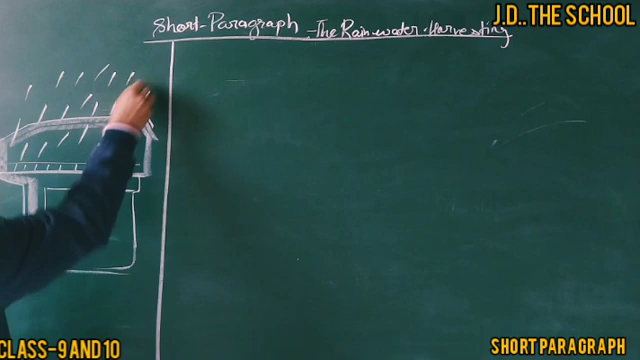 J.D..THE SCHOOL
Short-Paragraph - The Rain-water-Harvesting
CLASS-9 AND 10
SHORT PARAGRAPH